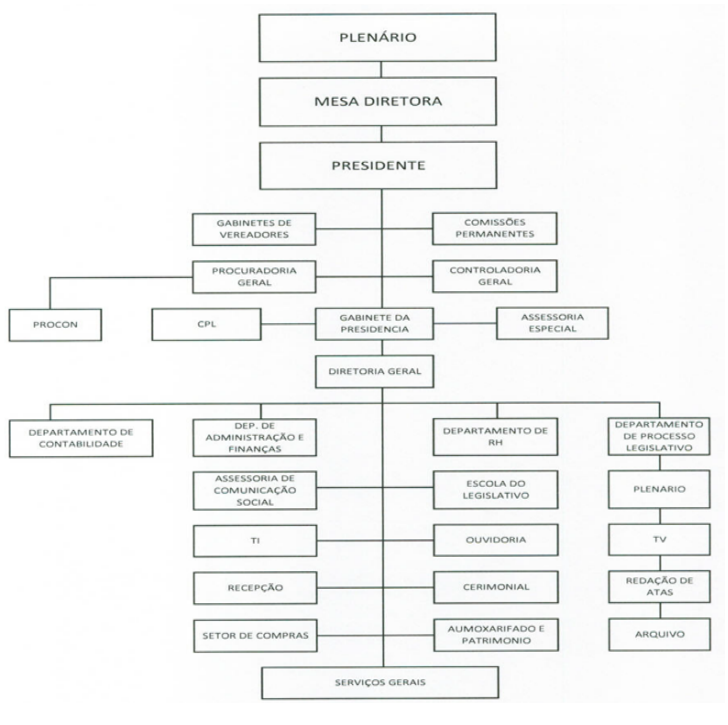 PLENÁRIO
MESA DIRETORA
PRESIDENTE
GABINETES DE
VEREADORES
COMISSÕES
PERMANENTES
PROCURADORIA
GERAL
CONTROLADORIA
GERAL
PROCON
CPL
GABINETE DA
PRESIDENCIA
ASSESSORIA
ESPECIAL
DIRETORIA GERAL
DEPARTAMENTO DE
CONTABILIDADE
DEP. DE
ADMINISTRAÇÃO E
FINANÇAS
DEPARTAMENTO DE
RH
DEPARTAMENTO
DE PROCESSO
LEGISLATIVO
ASSESSORIA DE
COMUNICAÇÃO
SOCIAL
ESCOLA DO
LEGISLATIVO
PLENARIO
TI
OUVIDORIA
TV
RECEPÇÃO
CERIMONIAL
REDAÇÃO DE
ATAS
SETOR DE COMPRAS
AUMOXARIFADO E
PATRIMONIO
ARQUIVO
SERVIÇOS GERAIS